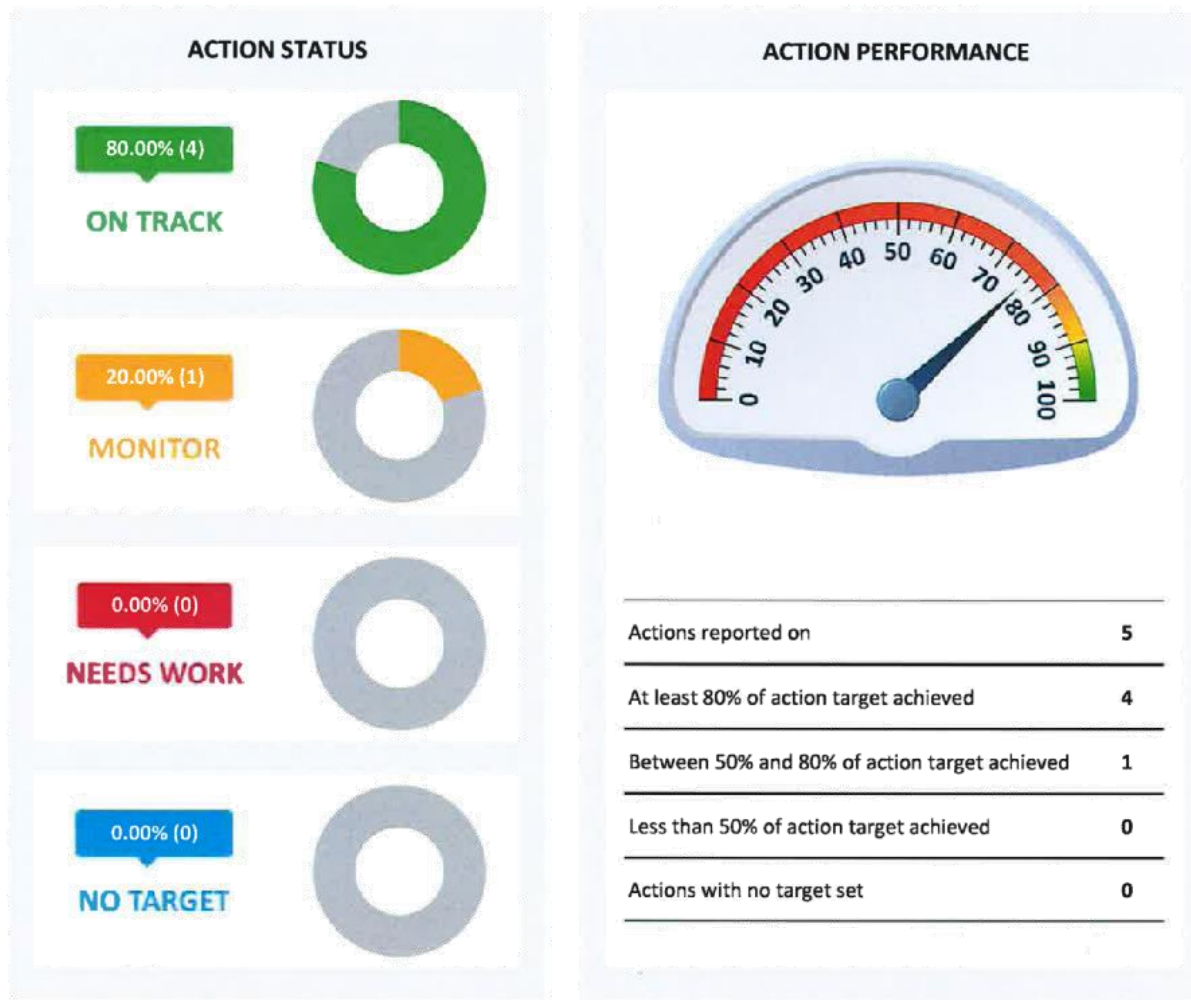 ACTION STATUS
80.00% (4)
ON TRACK
20.00% (1)
MONITOR
0.00% (0)
NEEDS WORK
0.00% (0)
NO TARGET
ACTION PERFORMANCE
0 10 20 30 40 50 60 70 80 90 100
Actions reported on 5
At least 80% of action target achieved 4
Between 50% and 80% of action target achieved 1
Less than 50% of action target achieved 0
Actions with no target set 0